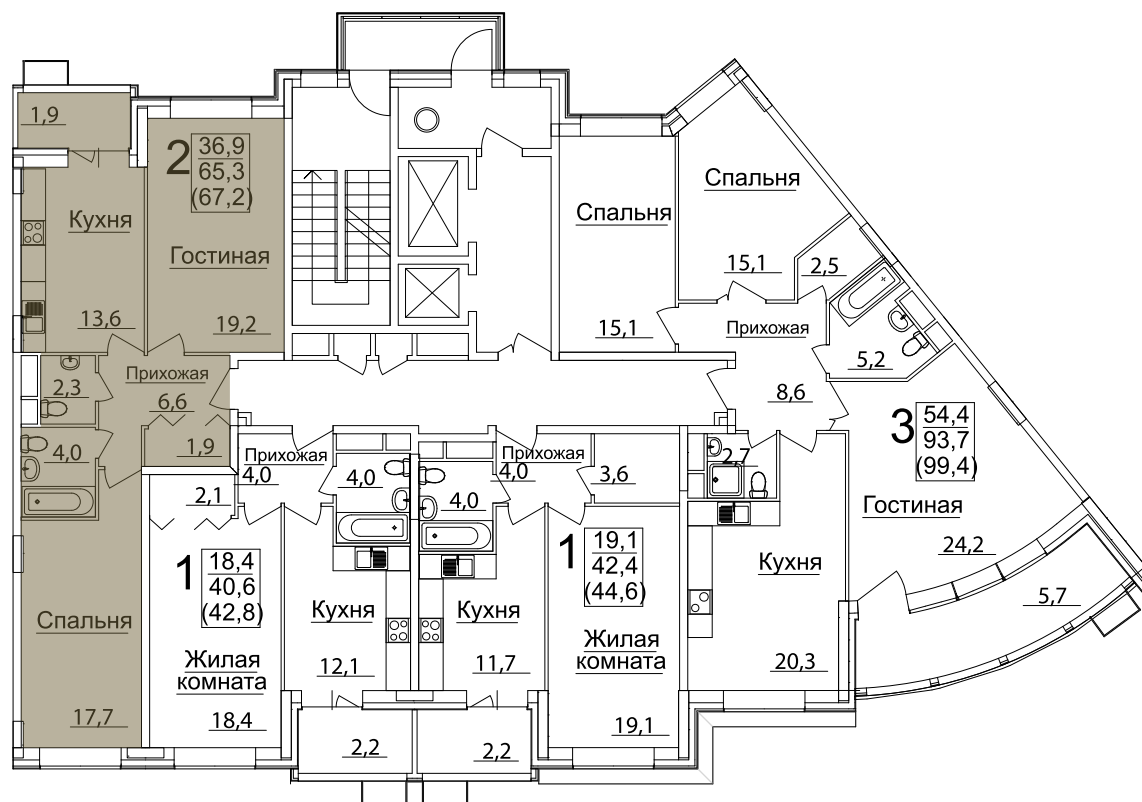 1,9
2
36,9
65,3
(67,2)
Кухня
Гостиная
13,6
19,2
2,3
Прихожая
6,6
4,0
1,9
Спальня
17,7
Спальня
15,1
Спальня
15,1
2,5
Прихожая
5,2
8,6
3
54,4
93,7
(99,4)
Гостиная
24,2
5,7
2,7
Кухня
20,3
Прихожая
4,0
4,0
2,1
1
18,4
40,6
(42,8)
Жилая
комната
18,4
Кухня
12,1
2,2
Прихожая
4,0
3,6
4,0
1
19,1
42,4
(44,6)
Кухня
11,7
Жилая
комната
19,1
2,2